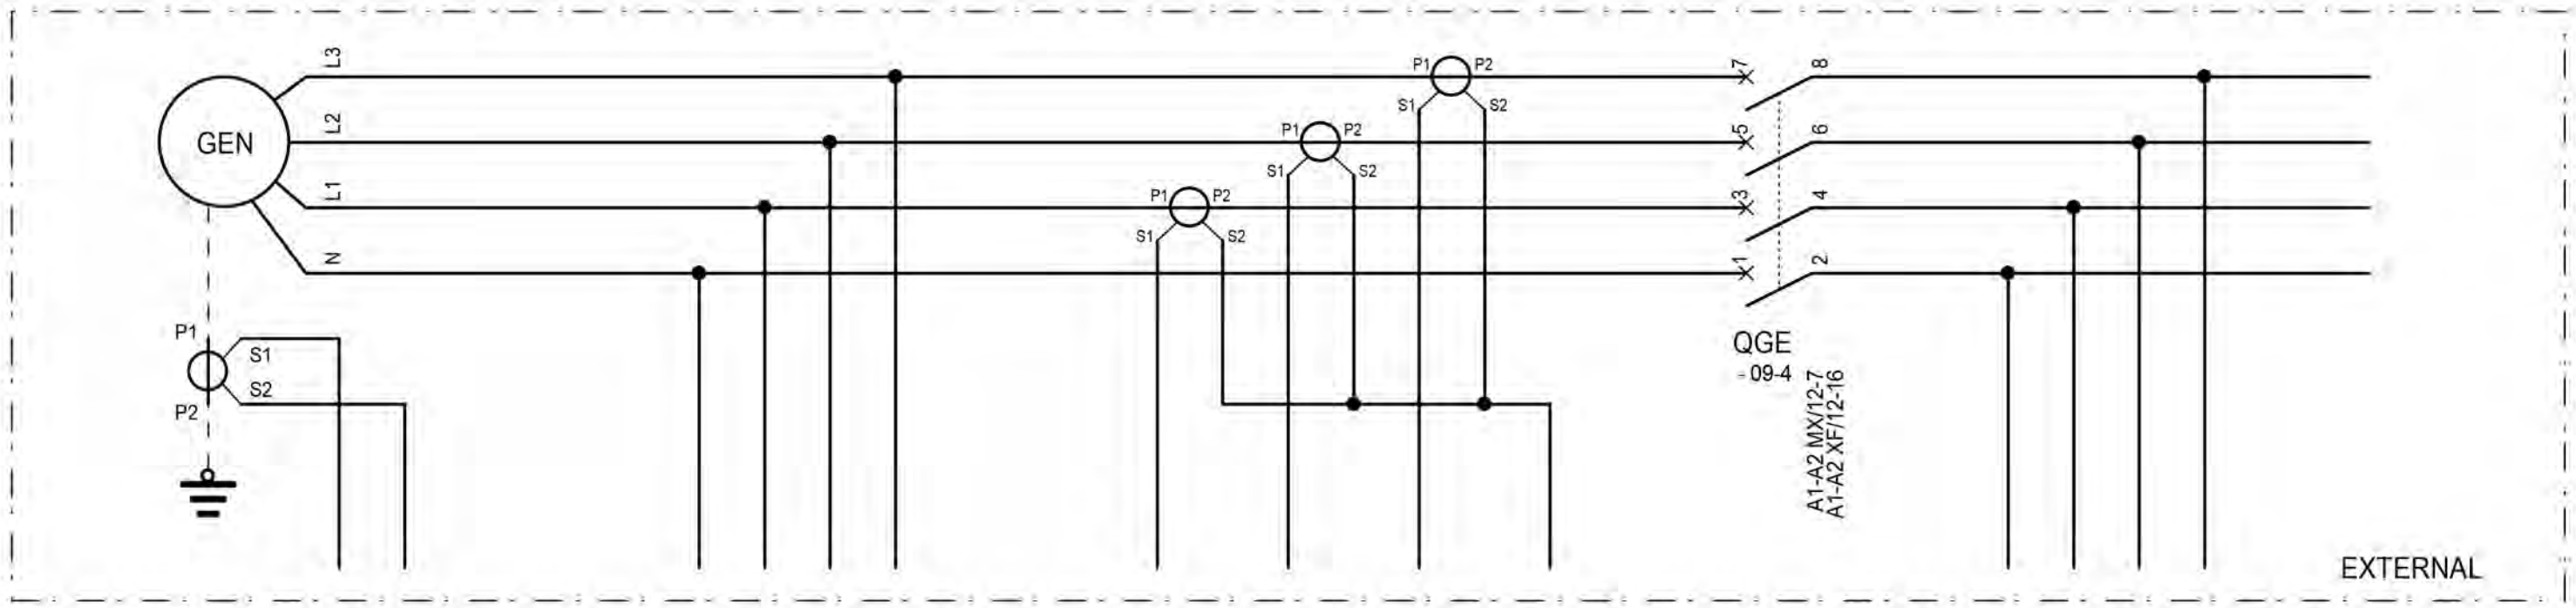 L3
P1
P2
7
8
S1
S2
L2
P1
P2
5
6
GEN
S1
S2
L1
P1
P2
3
4
S1
S2
N
1
2
P1
S1
S2
P2
QGE
- 09-4
A1-A2 MX/12-7
A1-A2 XF/12-16
EXTERNAL